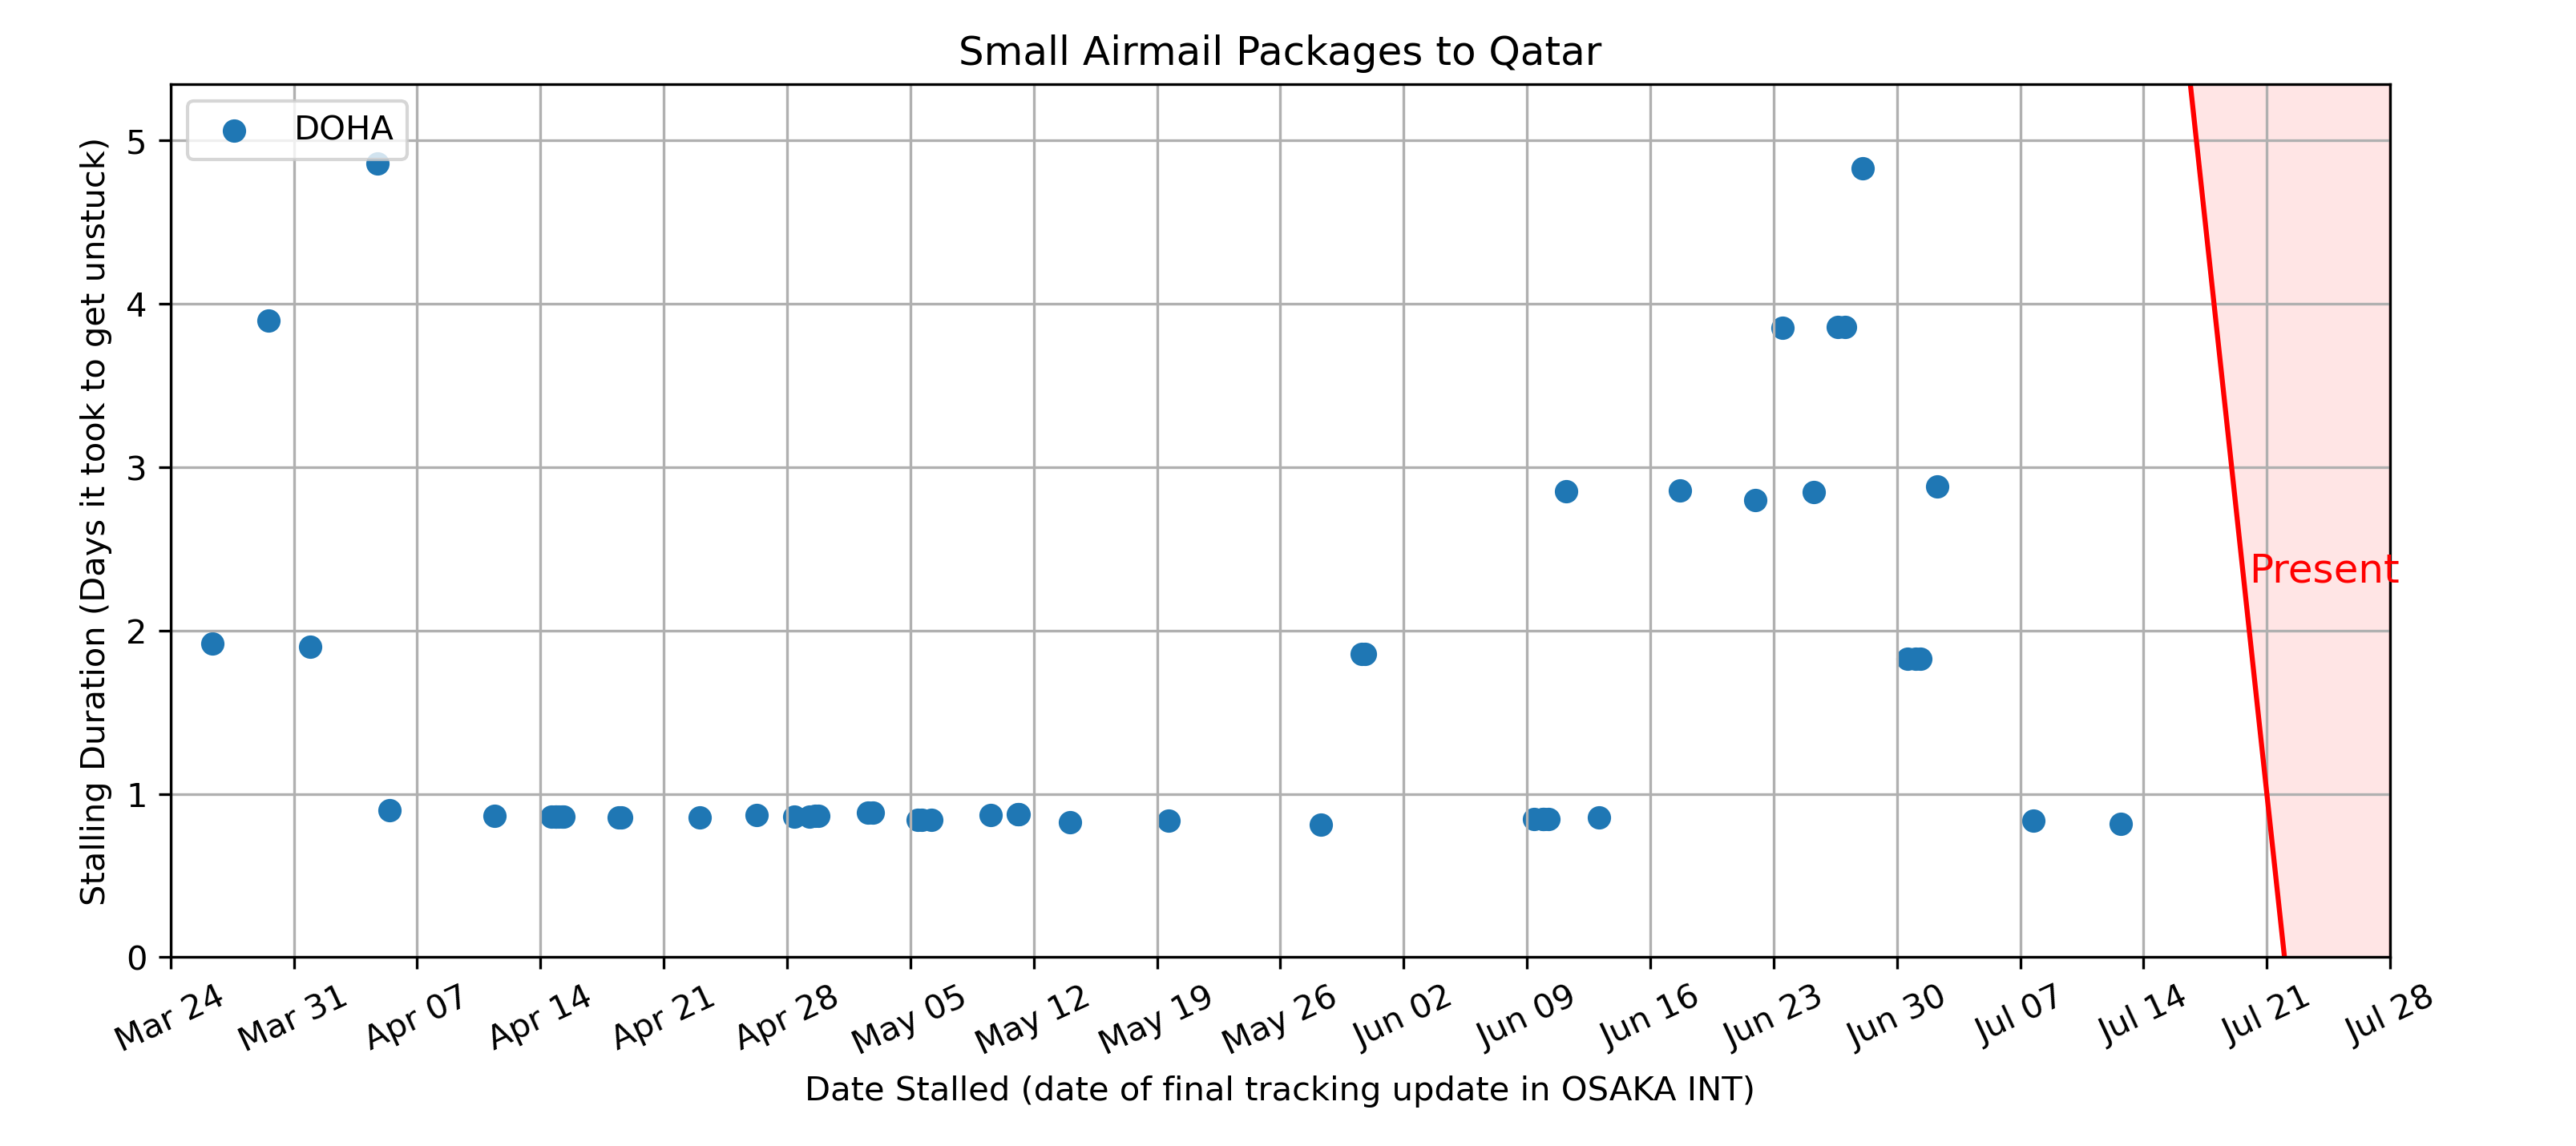 Small Airmail Packages to Qatar
DOHA
Stalling Duration (Days it took to get unstuck)
5
4
3
2
1
0
Present
Mar 24
Mar 31
Apr 07
Apr 14
Apr 21
Apr 28
May 05
May 12
May 19
May 26
Jun 02
Jun 09
Jun 16
Jun 23
Jun 30
Jul 07
Jul 14
Jul 21
Jul 28
Date Stalled (date of final tracking update in OSAKA INT)